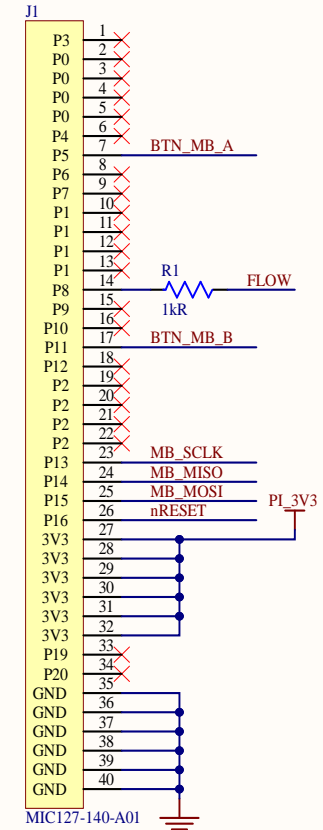 J1
P3 1
P0 2
P0 3
P0 4
P0 5
P4 6
P5 7 BTN_MB_A
P6 8
P7 9
P1 10
P1 11
P1 12
P1 13
P8 14 R1 1kR FLOW
P9 15
P10 16
P11 17 BTN_MB_B
P12 18
P2 19
P2 20
P2 21
P2 22
P13 23 MB_SCLK
P14 24 MB_MISO
P15 25 MB_MOSI PI_3V3
P16 26 nRESET
3V3 27
3V3 28
3V3 29
3V3 30
3V3 31
3V3 32
P19 33
P20 34
GND 35
GND 36
GND 37
GND 38
GND 39
GND 40
MIC127-140-A01